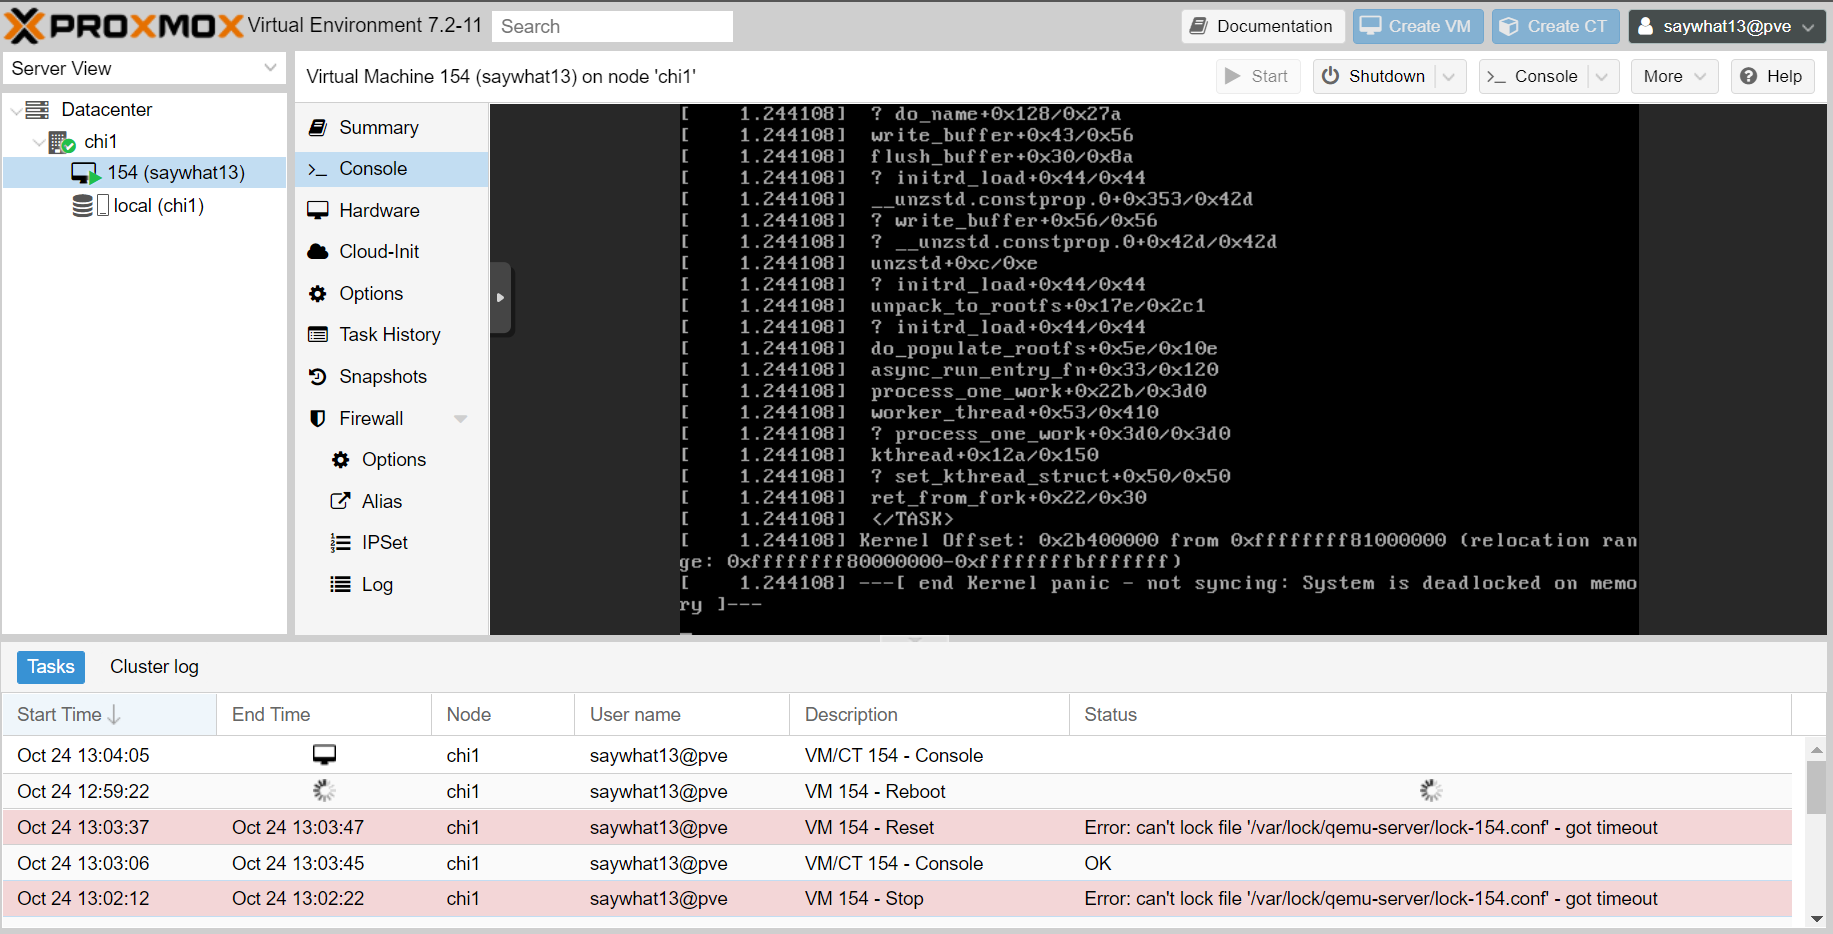 PROXMOX Virtual Environment 7.2-11 Search Documentation Create VM Create CT saywhat13@pve
Server View
Datacenter
chi1
154 (saywhat13)
local (chi1)
Virtual Machine 154 (saywhat13) on node 'chi1' Start Shutdown Console More Help
Summary
Console
Hardware
Cloud-Init
Options
Task History
Snapshots
Firewall
Options
Alias
IPSet
Log
[    1.244108]  ? do_name+0x128/0x27a
[    1.244108]  write_buffer+0x43/0x56
[    1.244108]  flush_buffer+0x30/0x8a
[    1.244108]  ? initrd_load+0x44/0x44
[    1.244108]  __unzstd.constprop.0+0x353/0x42d
[    1.244108]  ? write_buffer+0x56/0x56
[    1.244108]  ? __unzstd.constprop.0+0x42d/0x42d
[    1.244108]  unzstd+0xc/0xe
[    1.244108]  ? initrd_load+0x44/0x44
[    1.244108]  unpack_to_rootfs+0x17e/0x2c1
[    1.244108]  ? initrd_load+0x44/0x44
[    1.244108]  do_populate_rootfs+0x5e/0x10e
[    1.244108]  async_run_entry_fn+0x33/0x120
[    1.244108]  process_one_work+0x22b/0x3d0
[    1.244108]  worker_thread+0x53/0x410
[    1.244108]  ? process_one_work+0x3d0/0x3d0
[    1.244108]  kthread+0x12a/0x150
[    1.244108]  ? set_kthread_struct+0x50/0x50
[    1.244108]  ret_from_fork+0x22/0x30
[    1.244108]  </TASK>
[    1.244108] Kernel Offset: 0x2b400000 from 0xffffffff81000000 (relocation ran
ge: 0xffffffff80000000-0xffffffffbfffffff)
[    1.244108] ---[ end Kernel panic - not syncing: System is deadlocked on memo
ry ]---
Tasks Cluster log
Start Time End Time Node User name Description Status
Oct 24 13:04:05 chi1 saywhat13@pve VM/CT 154 - Console
Oct 24 12:59:22 chi1 saywhat13@pve VM 154 - Reboot
Oct 24 13:03:37 Oct 24 13:03:47 chi1 saywhat13@pve VM 154 - Reset Error: can't lock file '/var/lock/qemu-server/lock-154.conf' - got timeout
Oct 24 13:03:06 Oct 24 13:03:45 chi1 saywhat13@pve VM/CT 154 - Console OK
Oct 24 13:02:12 Oct 24 13:02:22 chi1 saywhat13@pve VM 154 - Stop Error: can't lock file '/var/lock/qemu-server/lock-154.conf' - got timeout